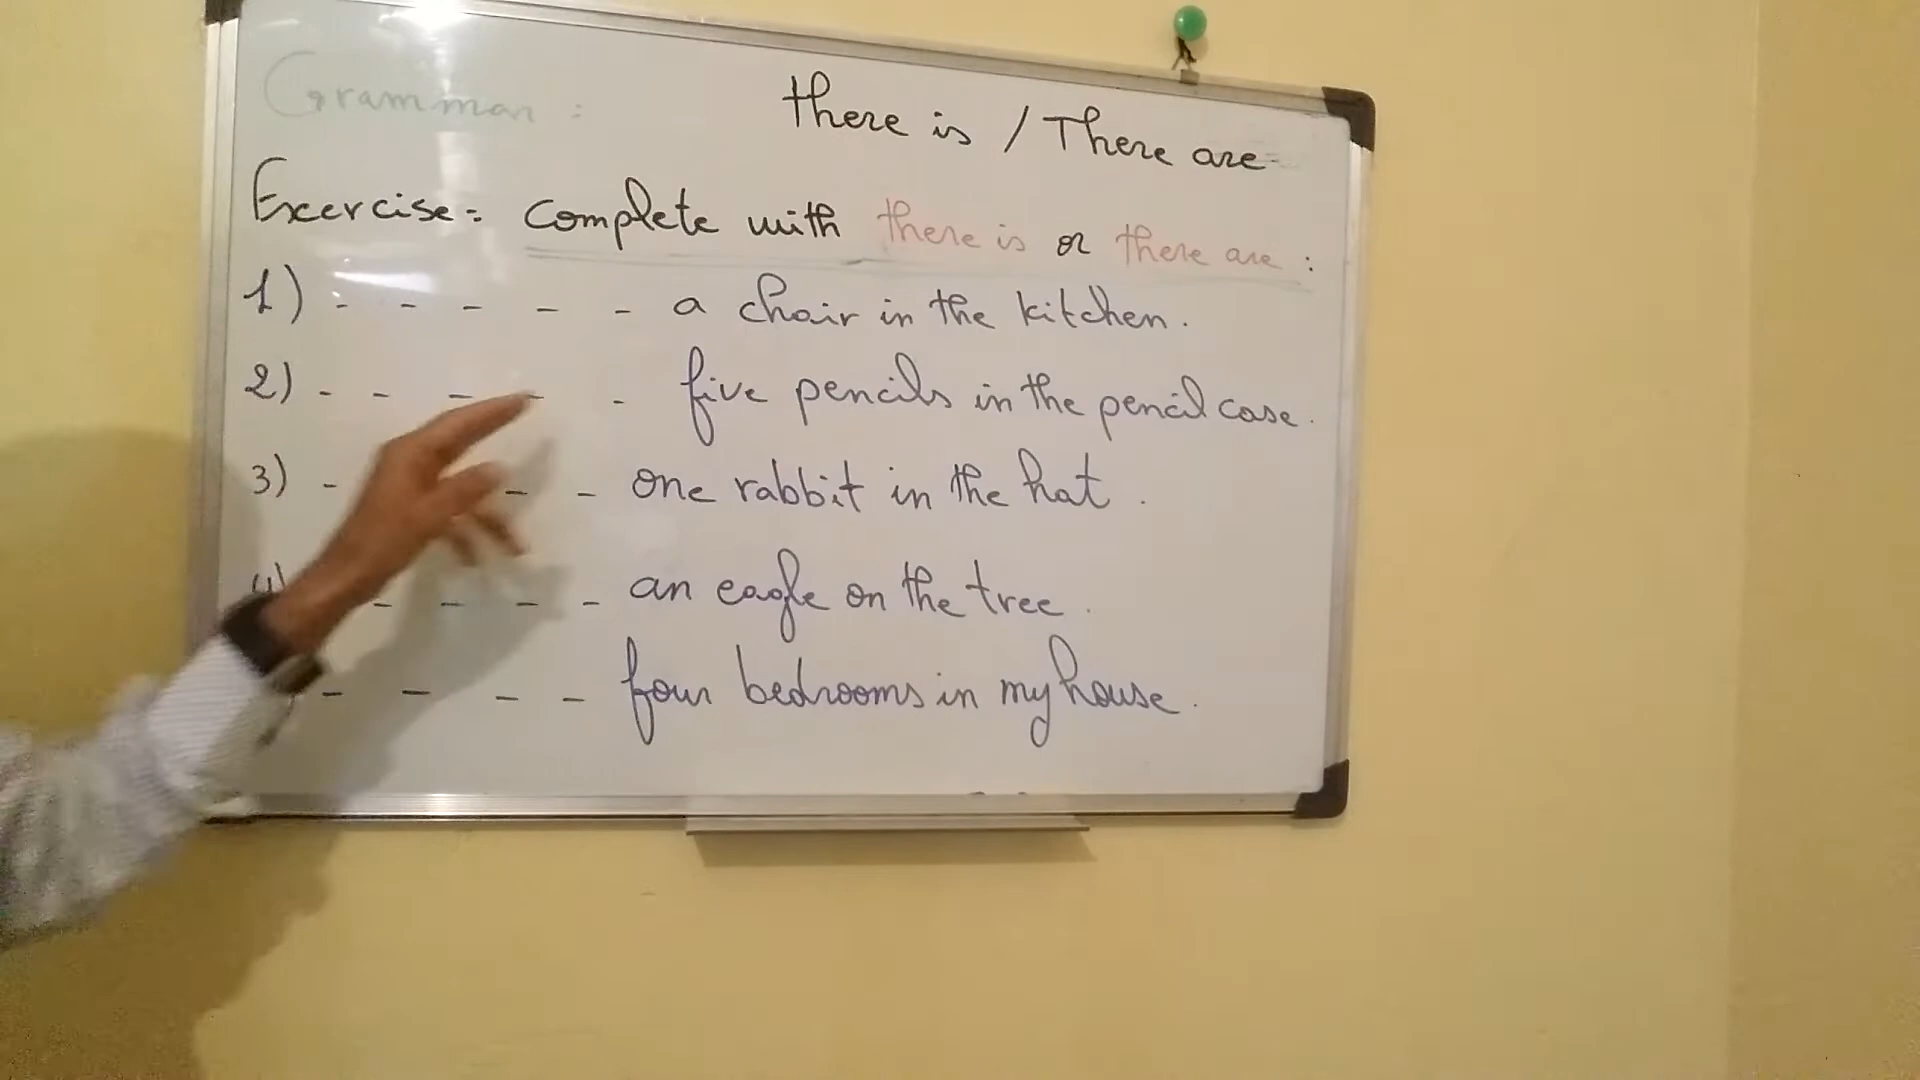 Grammar :
there is / There are
Exercise: Complete with there is or there are :
1) - - - - - a chair in the kitchen.
2) - - - - - five pencils in the pencil case.
3) - - - one rabbit in the hat.
4) - - - - an eagle on the tree.
- - - - four bedrooms in my house.